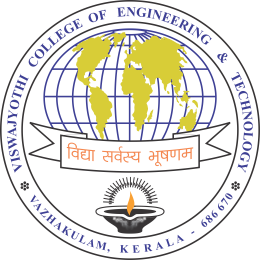 VISWAJYOTHI COLLEGE OF ENGINEERING & TECHNOLOGY
विद्या सर्वस्य भूषणम
VAZHAKULAM, KERALA - 686 670